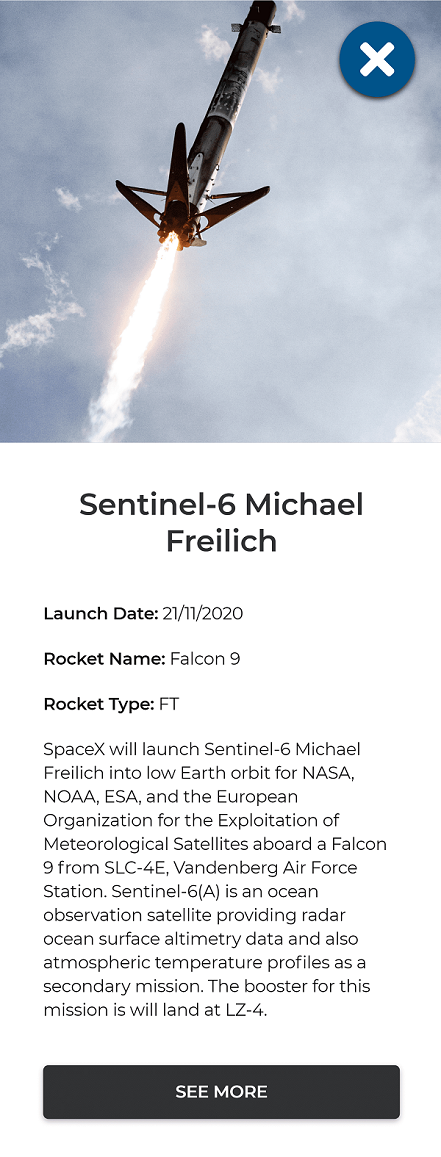 Sentinel-6 Michael
Freilich
Launch Date: 21/11/2020
Rocket Name: Falcon 9
Rocket Type: FT
SpaceX will launch Sentinel-6 Michael
Freilich into low Earth orbit for NASA,
NOAA, ESA, and the European
Organization for the Exploitation of
Meteorological Satellites aboard a Falcon
9 from SLC-4E, Vandenberg Air Force
Station. Sentinel-6(A) is an ocean
observation satellite providing radar
ocean surface altimetry data and also
atmospheric temperature profiles as a
secondary mission. The booster for this
mission is will land at LZ-4.
SEE MORE